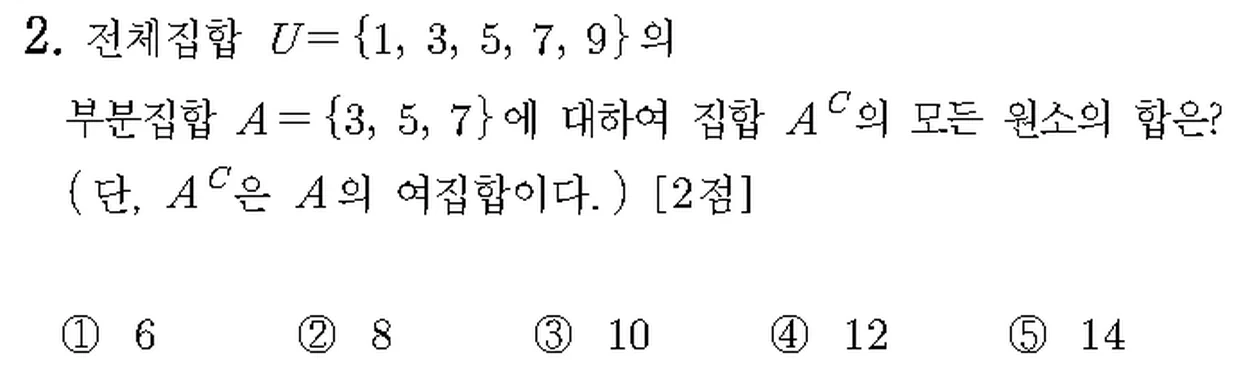 2. 전체집합 U={1, 3, 5, 7, 9}의
부분집합 A={3, 5, 7}에 대하여 집합 A^C의 모든 원소의 합은?
(단, A^C은 A의 여집합이다.) [2점]
① 6 ② 8 ③ 10 ④ 12 ⑤ 14